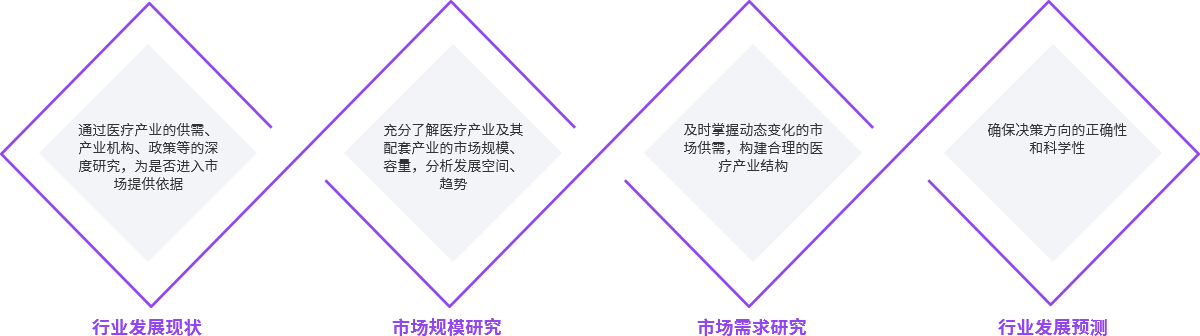 通过医疗产业的供需、
产业机构、政策等的深
度研究，为是否进入市
场提供依据
行业发展现状
充分了解医疗产业及其
配套产业的市场规模、
容量，分析发展空间、
趋势
市场规模研究
及时掌握动态变化的市
场供需，构建合理的医
疗产业结构
市场需求研究
确保决策方向的正确性
和科学性
行业发展预测